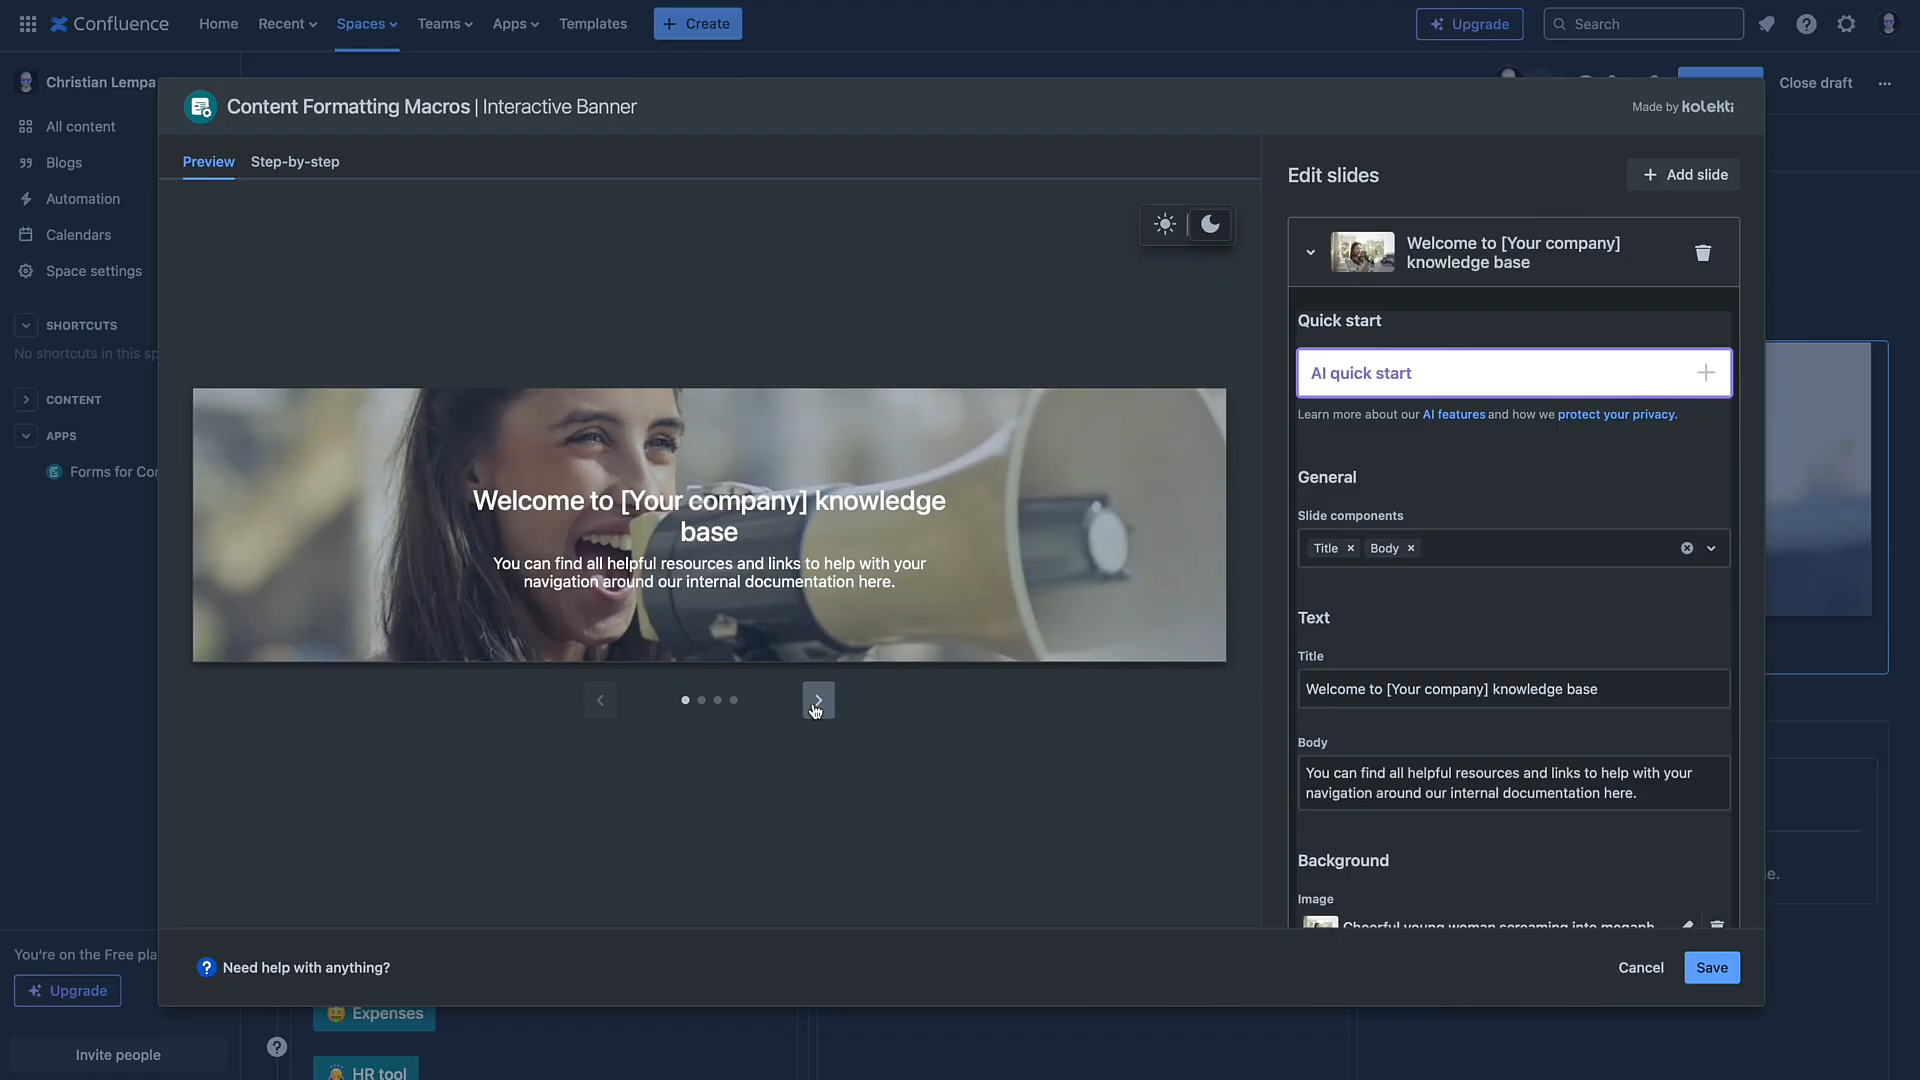 Confluence
Home
Recent
Spaces
Teams
Apps
Templates
+ Create
Upgrade
Search
Christian Lempa
All content
Blogs
Automation
Calendars
Space settings
SHORTCUTS
No shortcuts in this sp
CONTENT
APPS
Forms for Cor
You're on the Free pla
Upgrade
Invite people
Close draft
Content Formatting Macros | Interactive Banner
Made by kolekti
Preview
Step-by-step
Welcome to [Your company] knowledge
base
You can find all helpful resources and links to help with your
navigation around our internal documentation here.
Edit slides
+ Add slide
Welcome to [Your company]
knowledge base
Quick start
AI quick start
Learn more about our AI features and how we protect your privacy.
General
Slide components
Title
Body
Text
Title
Welcome to [Your company] knowledge base
Body
You can find all helpful resources and links to help with your
navigation around our internal documentation here.
Background
Image
Cheerful young woman screaming into megaph
e.
? Need help with anything?
Cancel
Save
Expenses
HR tool